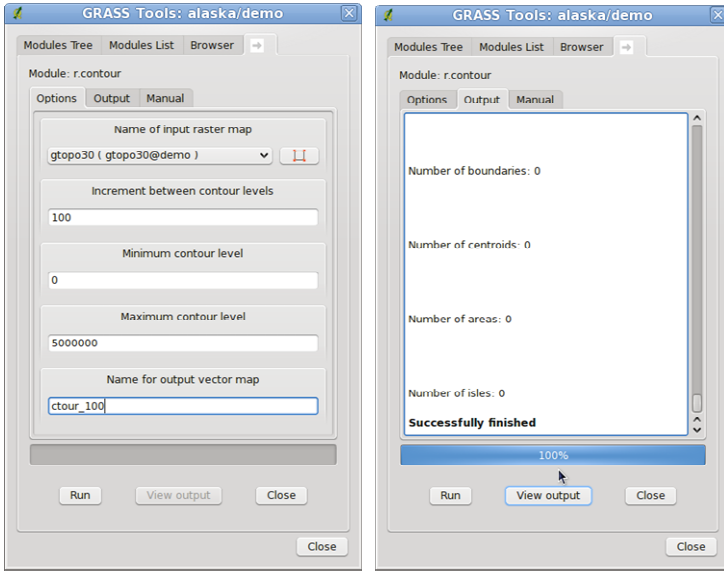 GRASS Tools: alaska/demo
Modules Tree Modules List Browser
Module: r.contour
Options Output Manual
Name of input raster map
gtopo30 ( gtopo30@demo )
Increment between contour levels
100
Minimum contour level
0
Maximum contour level
5000000
Name for output vector map
ctour_100
Run View output Close
Close
GRASS Tools: alaska/demo
Modules Tree Modules List Browser
Module: r.contour
Options Output Manual
Number of boundaries: 0
Number of centroids: 0
Number of areas: 0
Number of isles: 0
Successfully finished
100%
Run View output Close
Close